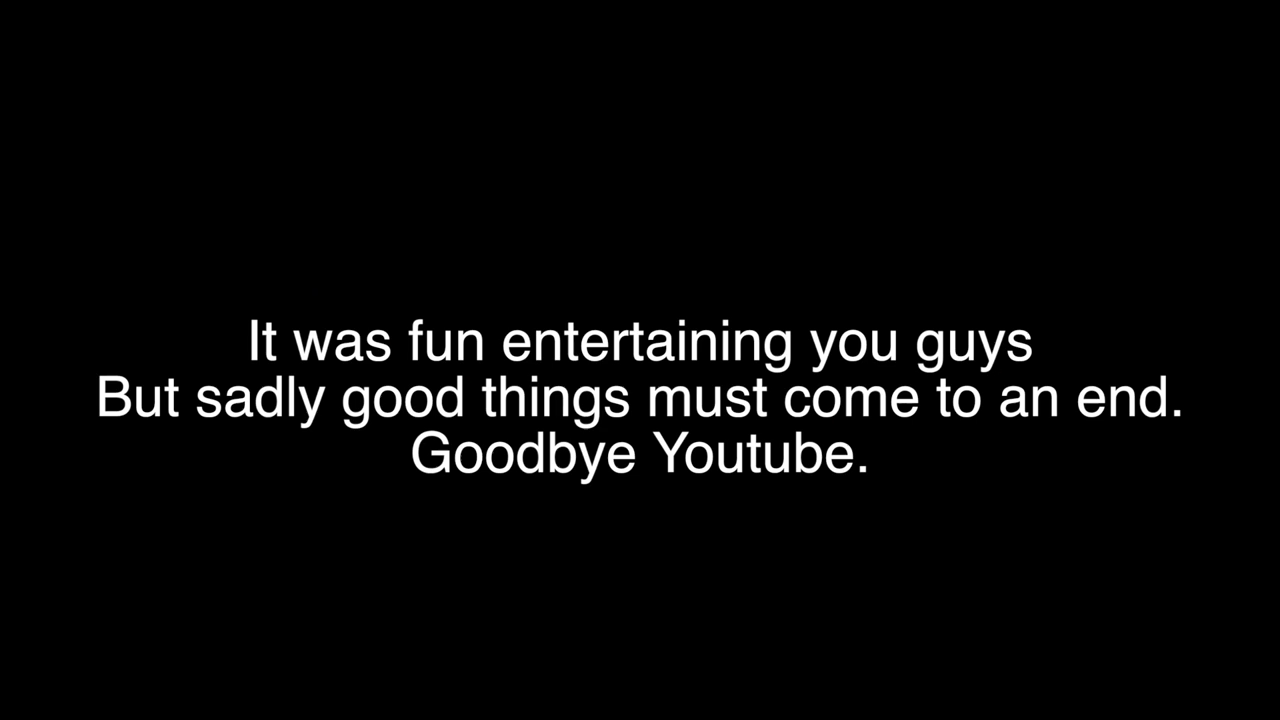 It was fun entertaining you guys
But sadly good things must come to an end.
Goodbye Youtube.